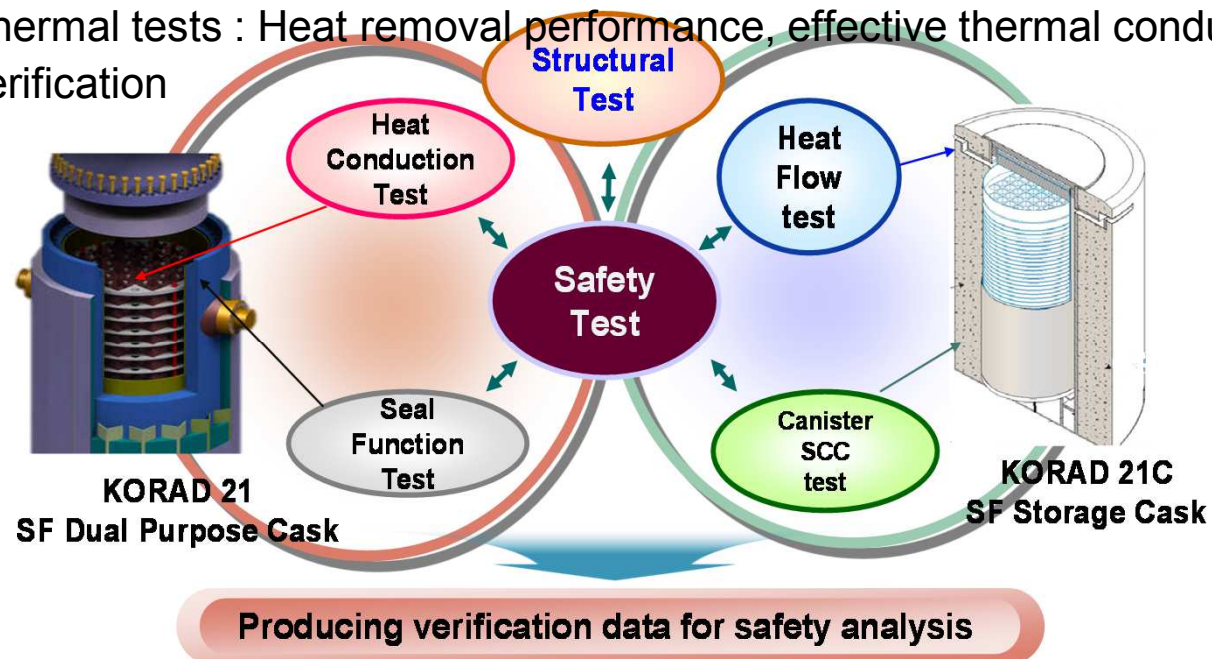 hermal tests : Heat removal performance, effective thermal condu
erification
Structural
Test
Heat
Conduction
Test
Heat
Flow
test
Safety
Test
Seal
Function
Test
Canister
SCC
test
KORAD 21
SF Dual Purpose Cask
KORAD 21C
SF Storage Cask
Producing verification data for safety analysis